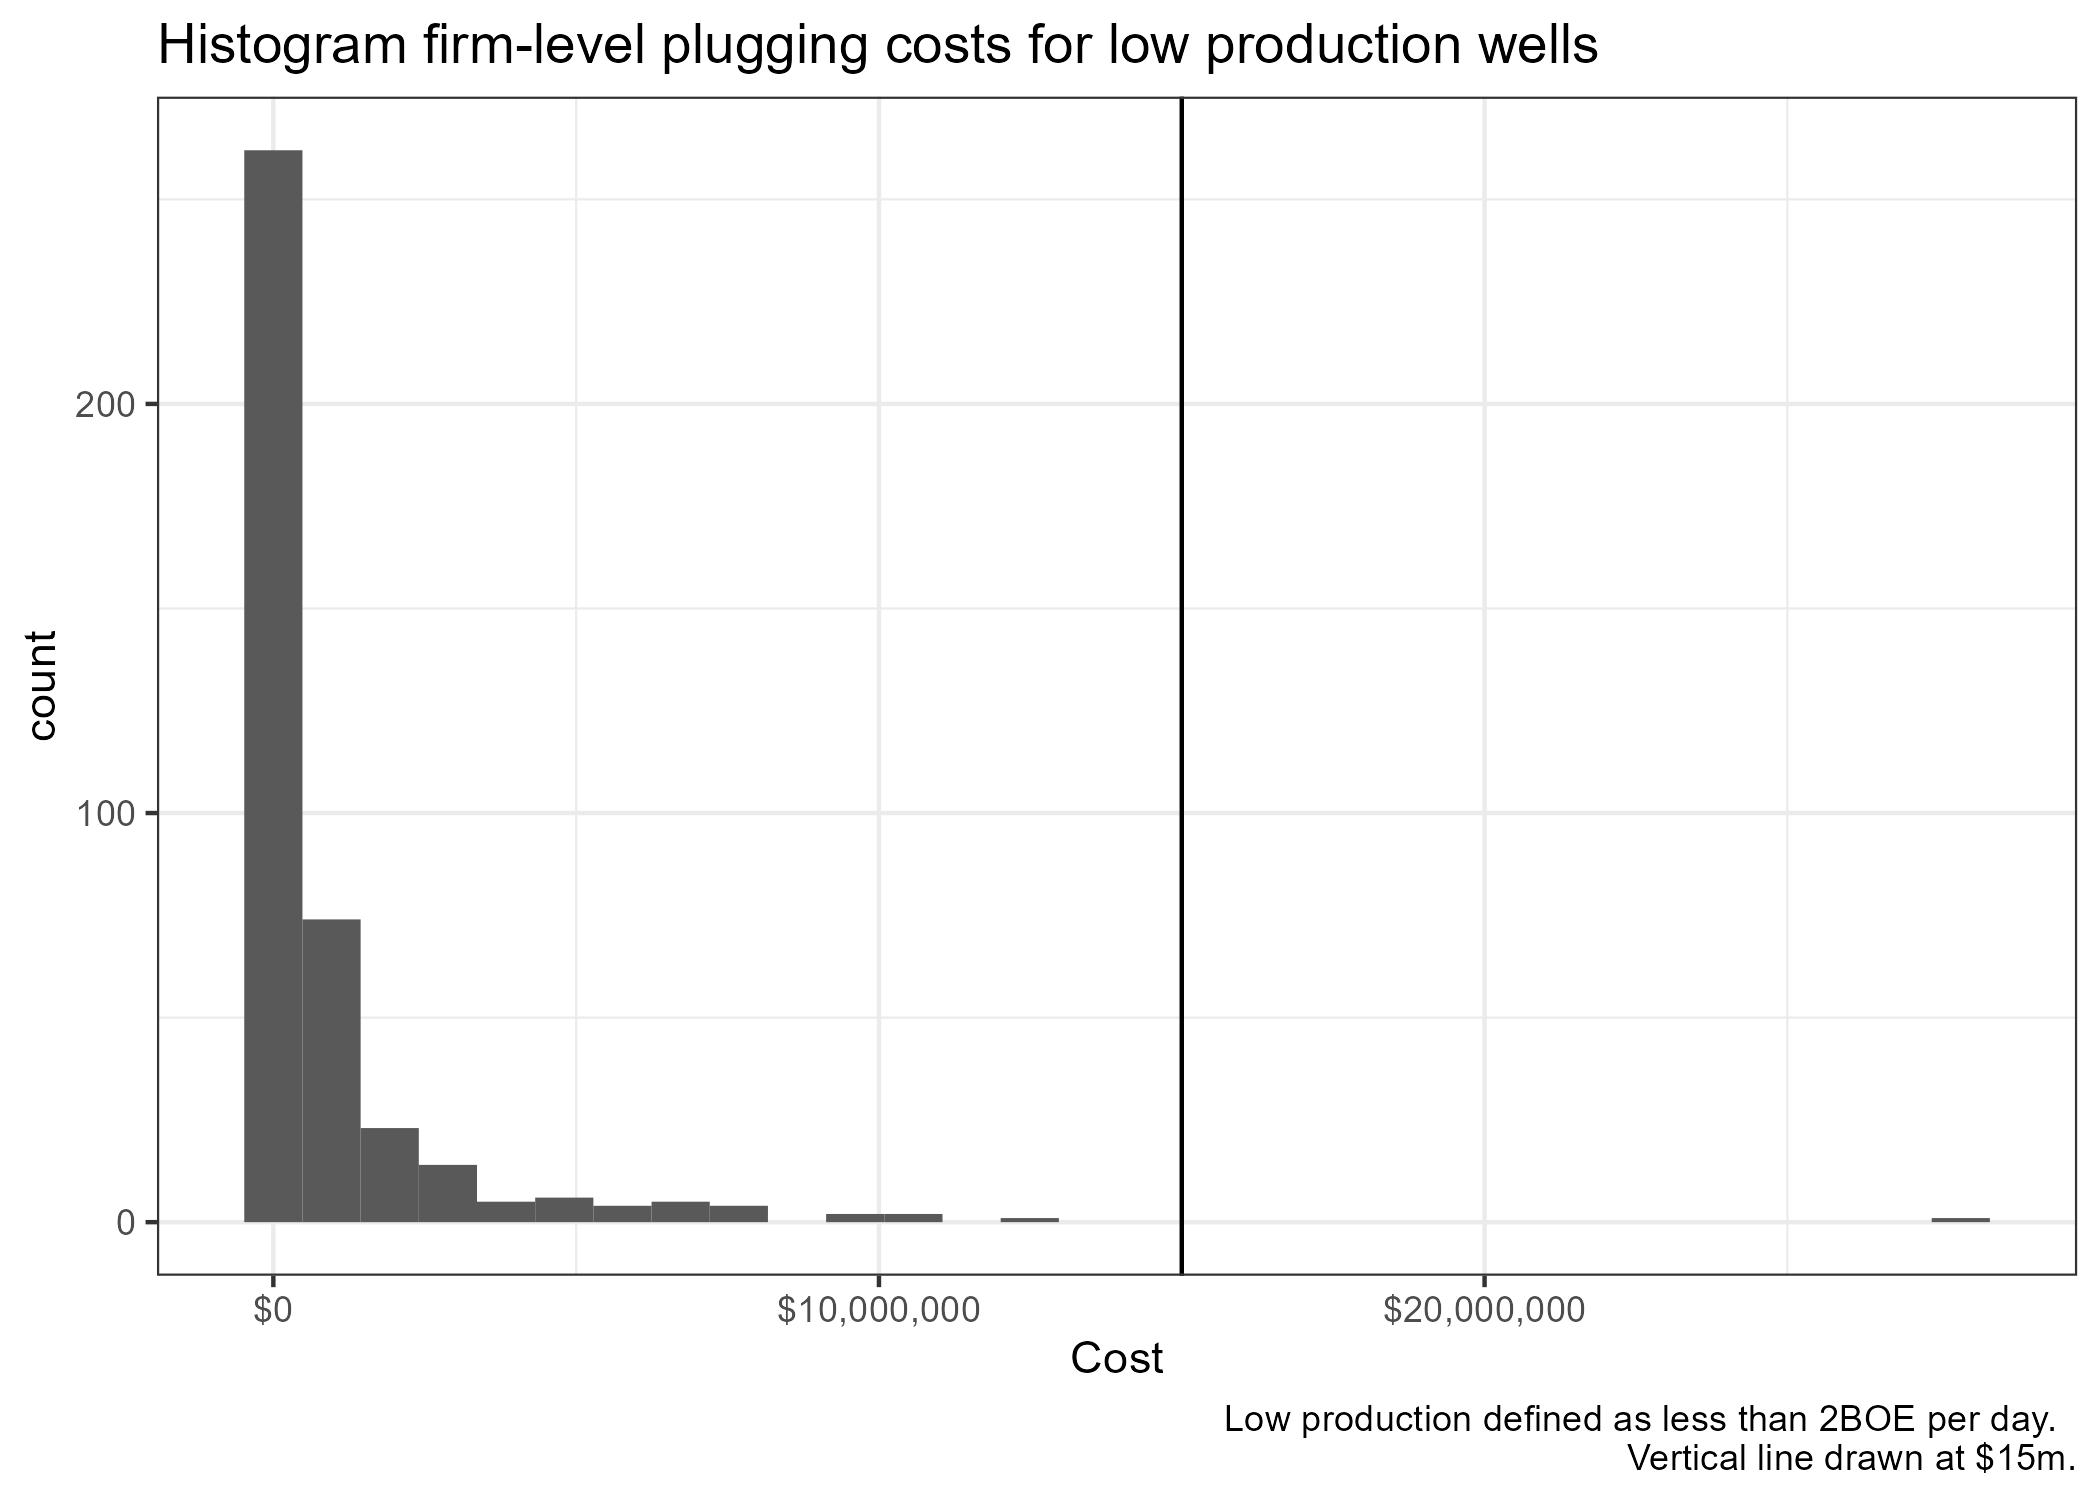 Histogram firm-level plugging costs for low production wells
count
200
100
0
$0
$10,000,000
$20,000,000
Cost
Low production defined as less than 2BOE per day.
Vertical line drawn at $15m.